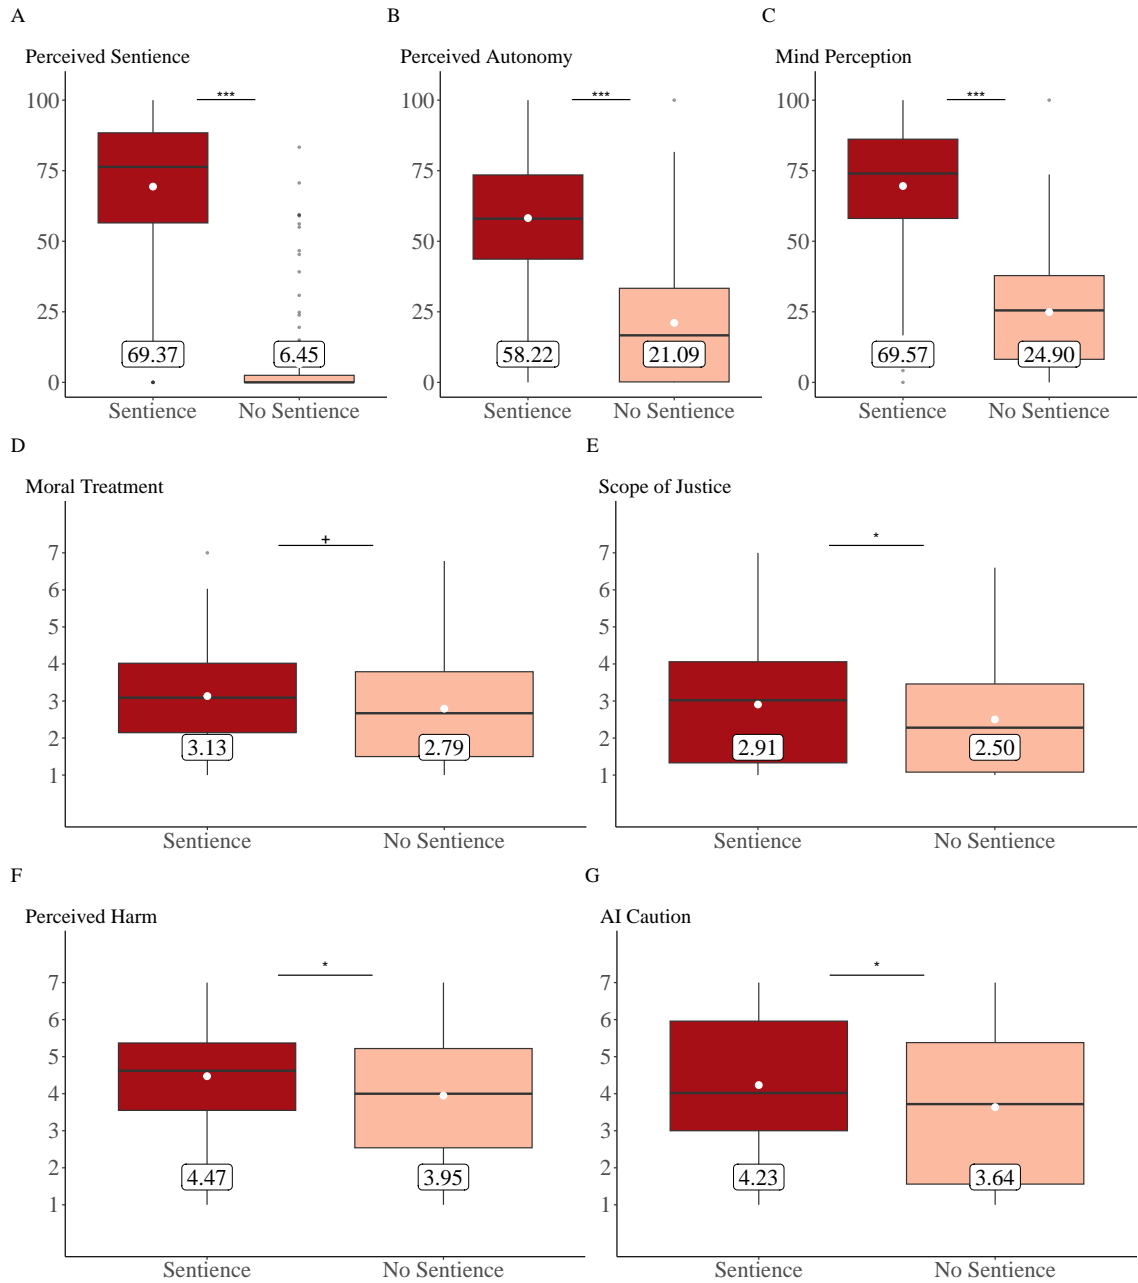 A
B
C
Perceived Sentience
Perceived Autonomy
Mind Perception
***
***
***
100
75
50
25
0
100
75
50
25
0
100
75
50
25
0
69.37
6.45
58.22
21.09
69.57
24.90
Sentience
No Sentience
Sentience
No Sentience
Sentience
No Sentience
D
E
Moral Treatment
Scope of Justice
+
*
7
6
5
4
3
2
1
7
6
5
4
3
2
1
3.13
2.79
2.91
2.50
Sentience
No Sentience
Sentience
No Sentience
F
G
Perceived Harm
AI Caution
*
*
7
6
5
4
3
2
1
7
6
5
4
3
2
1
4.47
3.95
4.23
3.64
Sentience
No Sentience
Sentience
No Sentience